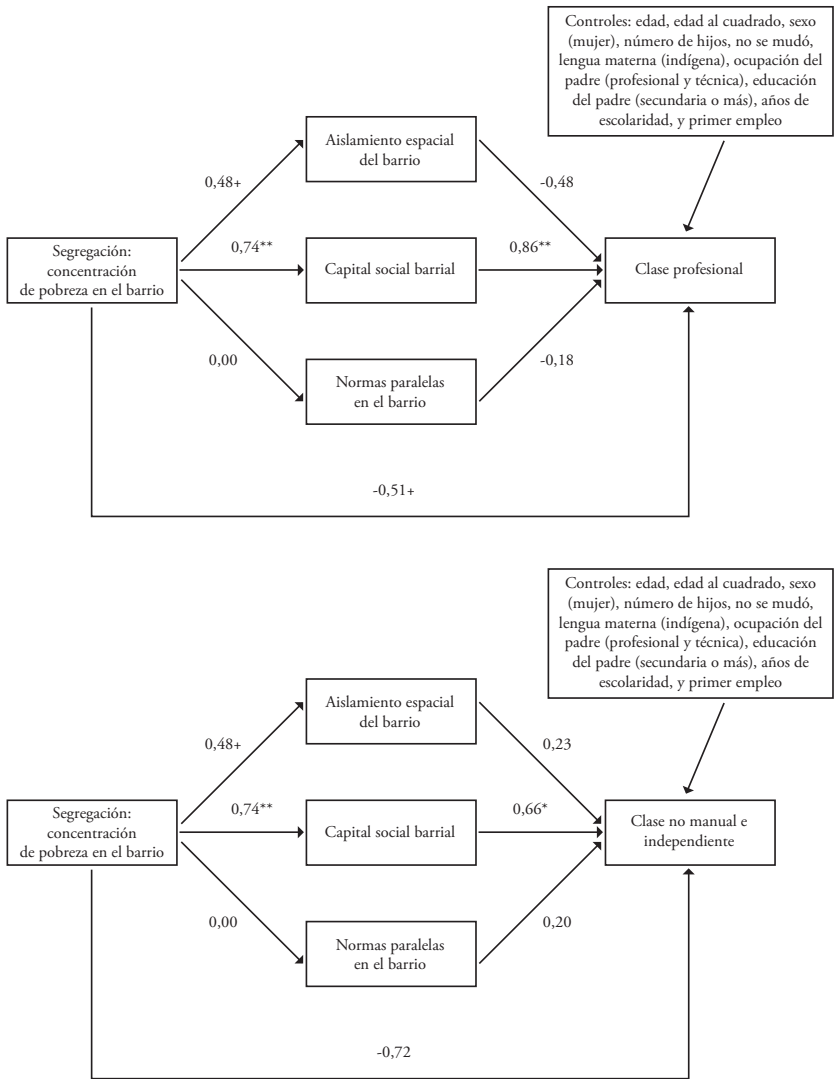 Controles: edad, edad al cuadrado, sexo
(mujer), número de hijos, no se mudó,
lengua materna (indígena), ocupación del
padre (profesional y técnica), educación
del padre (secundaria o más), años de
escolaridad, y primer empleo
Aislamiento espacial
del barrio
0,48+
-0,48
Segregación:
concentración
de pobreza en el barrio
0,74**
Capital social barrial
0,86**
Clase profesional
0,00
-0,18
Normas paralelas
en el barrio
-0,51+
Controles: edad, edad al cuadrado, sexo
(mujer), número de hijos, no se mudó,
lengua materna (indígena), ocupación del
padre (profesional y técnica), educación
del padre (secundaria o más), años de
escolaridad, y primer empleo
Aislamiento espacial
del barrio
0,48+
0,23
Segregación:
concentración
de pobreza en el barrio
0,74**
Capital social barrial
0,66*
Clase no manual e
independiente
0,00
0,20
Normas paralelas
en el barrio
-0,72